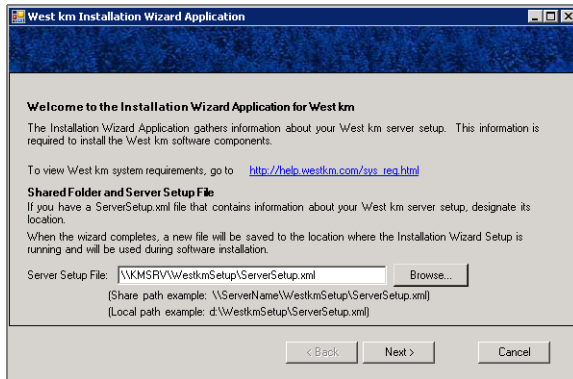 West km Installation Wizard Application
Welcome to the Installation Wizard Application for West km
The Installation Wizard Application gathers information about your West km server setup. This information is
required to install the West km software components.
To view West km system requirements, go to http://help.westkm.com/sys_req.html
Shared Folder and Server Setup File
If you have a ServerSetup.xml file that contains information about your West km server setup, designate its
location.
When the wizard completes, a new file will be saved to the location where the Installation Wizard Setup is
running and will be used during software installation.
Server Setup File: \\KMSRV\WestkmSetup\ServerSetup.xml Browse...
(Share path example: \\ServerName\WestkmSetup\ServerSetup.xml)
(Local path example: d:\WestkmSetup\ServerSetup.xml)
< Back Next > Cancel